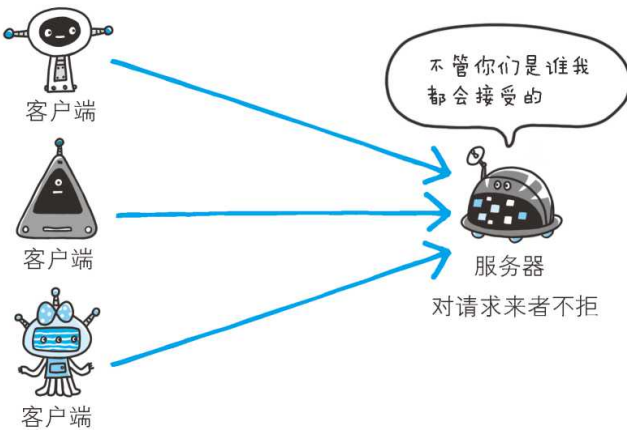 不管你们是谁我
都会接受的
客户端
客户端
服务器
对请求来者不拒
客户端